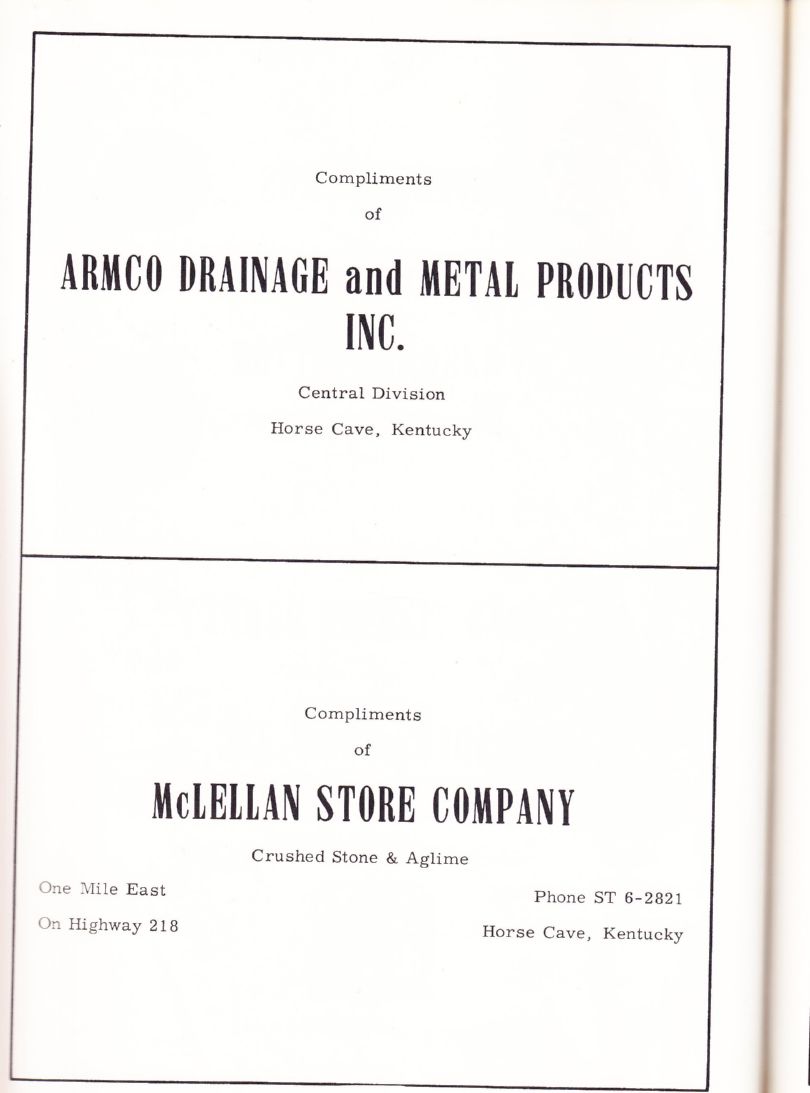 Compliments
of
ARMCO DRAINAGE and METAL PRODUCTS
INC.
Central Division
Horse Cave, Kentucky
Compliments
of
McLELLAN STORE COMPANY
Crushed Stone & Aglime
One Mile East
On Highway 218
Phone ST 6-2821
Horse Cave, Kentucky